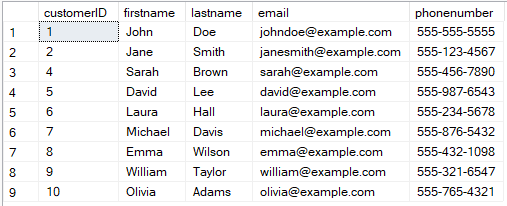 customerID firstname lastname email phonenumber
1 1 John Doe johndoe@example.com 555-555-5555
2 2 Jane Smith janesmith@example.com 555-123-4567
3 4 Sarah Brown sarah@example.com 555-456-7890
4 5 David Lee david@example.com 555-987-6543
5 6 Laura Hall laura@example.com 555-234-5678
6 7 Michael Davis michael@example.com 555-876-5432
7 8 Emma Wilson emma@example.com 555-432-1098
8 9 William Taylor william@example.com 555-321-6547
9 10 Olivia Adams olivia@example.com 555-765-4321